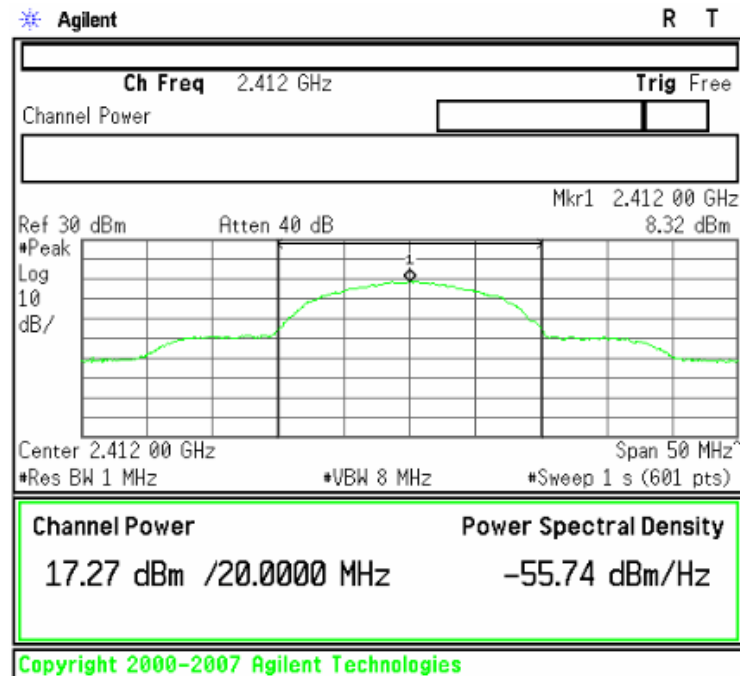 Agilent R T
Ch Freq 2.412 GHz Trig Free
Channel Power
Mkr1 2.412 00 GHz
Ref 30 dBm Atten 40 dB 8.32 dBm
#Peak
Log
10
dB/
1
Center 2.412 00 GHz Span 50 MHz^
#Res BW 1 MHz #VBW 8 MHz #Sweep 1 s (601 pts)
Channel Power Power Spectral Density
17.27 dBm /20.0000 MHz -55.74 dBm/Hz
Copyright 2000-2007 Agilent Technologies